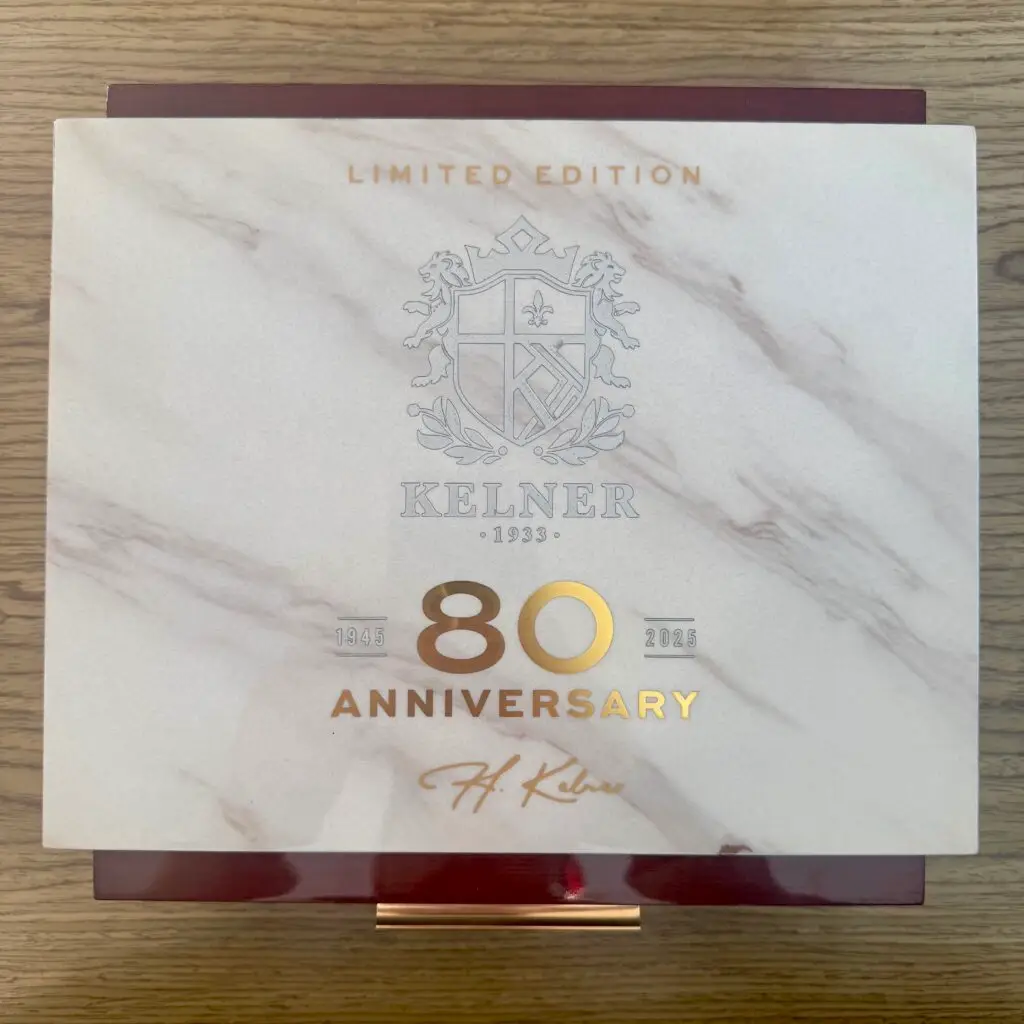 LIMITED EDITION
KELNER
·1933·
1945 80 2025
ANNIVERSARY
H. Kelner